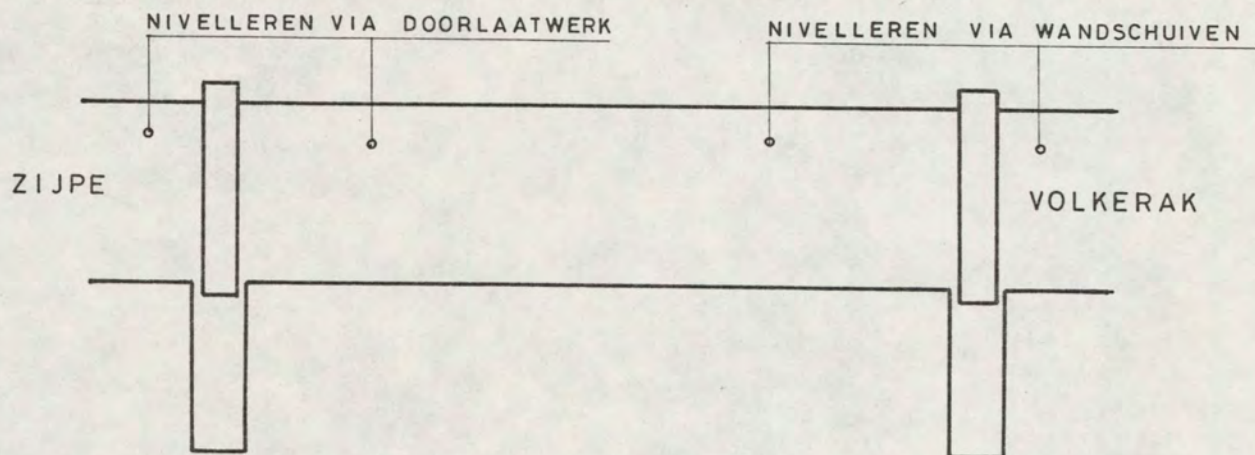 NIVELLEREN VIA DOORLAATWERK
NIVELLEREN VIA WANDSCHUIVEN
ZIJPE
VOLKERAK